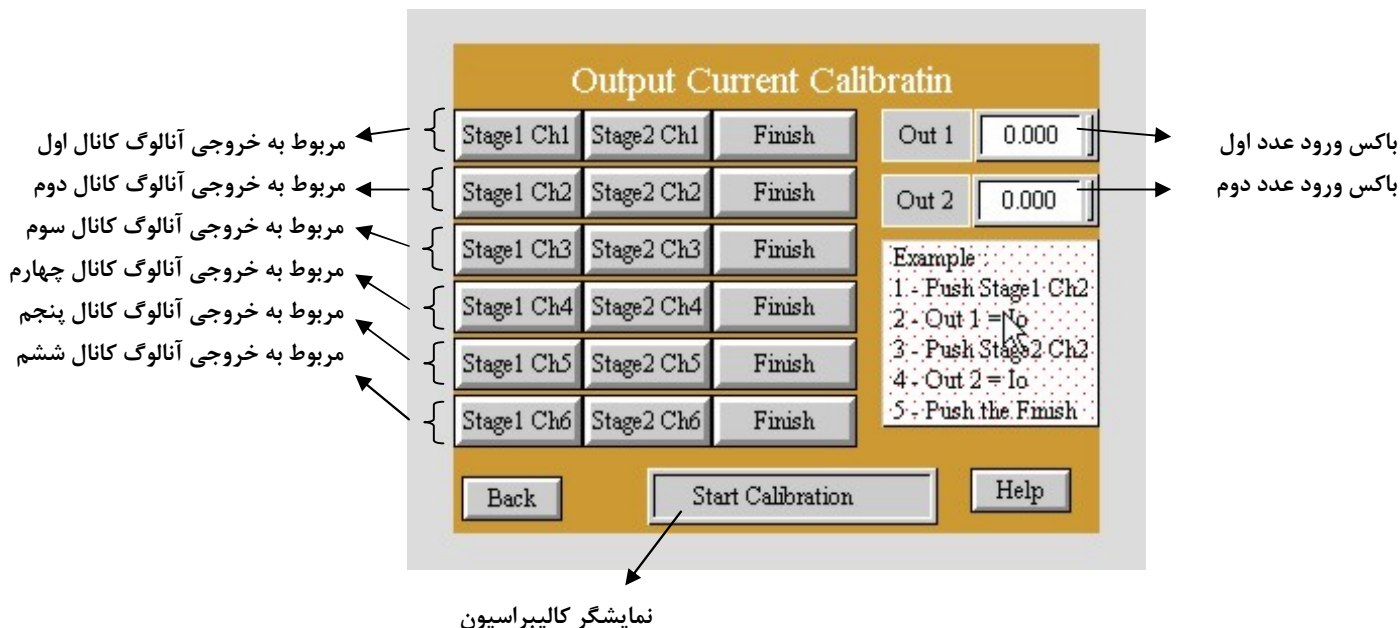 Output Current Calibratin
Stage1 Ch1 Stage2 Ch1 Finish Out 1 0.000
Stage1 Ch2 Stage2 Ch2 Finish Out 2 0.000
Stage1 Ch3 Stage2 Ch3 Finish
Stage1 Ch4 Stage2 Ch4 Finish
Stage1 Ch5 Stage2 Ch5 Finish
Stage1 Ch6 Stage2 Ch6 Finish
Example :
1 - Push Stage1 Ch2
2 - Out 1 = Io
3 - Push Stage2 Ch2
4 - Out 2 = Io
5 - Push the Finish
Back Start Calibration Help
باکس ورود عدد اول
باکس ورود عدد دوم
مربوط به خروجی آنالوگ کانال اول
مربوط به خروجی آنالوگ کانال دوم
مربوط به خروجی آنالوگ کانال سوم
مربوط به خروجی آنالوگ کانال چهارم
مربوط به خروجی آنالوگ کانال پنجم
مربوط به خروجی آنالوگ کانال ششم
نمایشگر کالیبراسیون